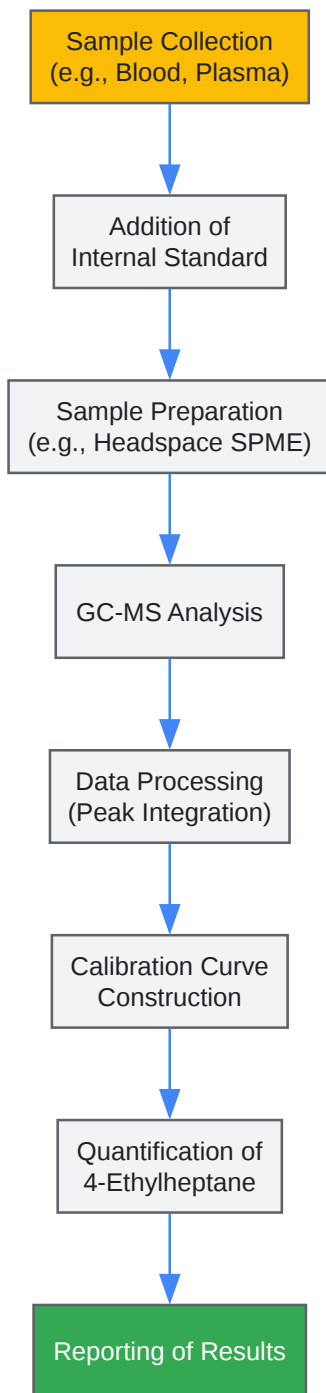 Sample Collection
(e.g., Blood, Plasma)
Addition of
Internal Standard
Sample Preparation
(e.g., Headspace SPME)
GC-MS Analysis
Data Processing
(Peak Integration)
Calibration Curve
Construction
Quantification of
4-Ethylheptane
Reporting of Results